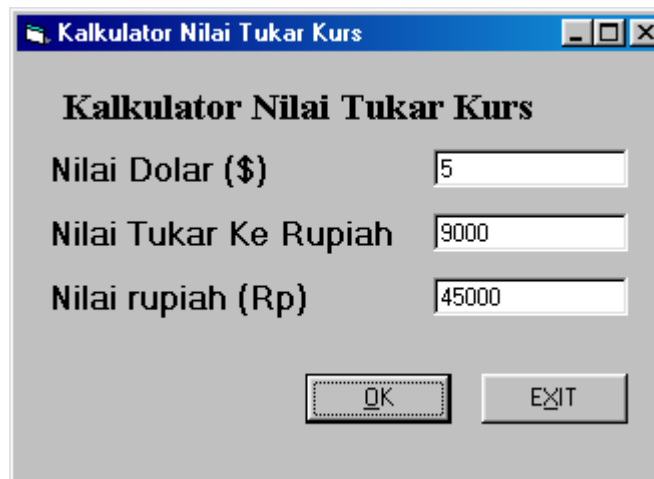 Kalkulator Nilai Tukar Kurs
Kalkulator Nilai Tukar Kurs
Nilai Dolar ($) 5
Nilai Tukar Ke Rupiah 9000
Nilai rupiah (Rp) 45000
OK EXIT